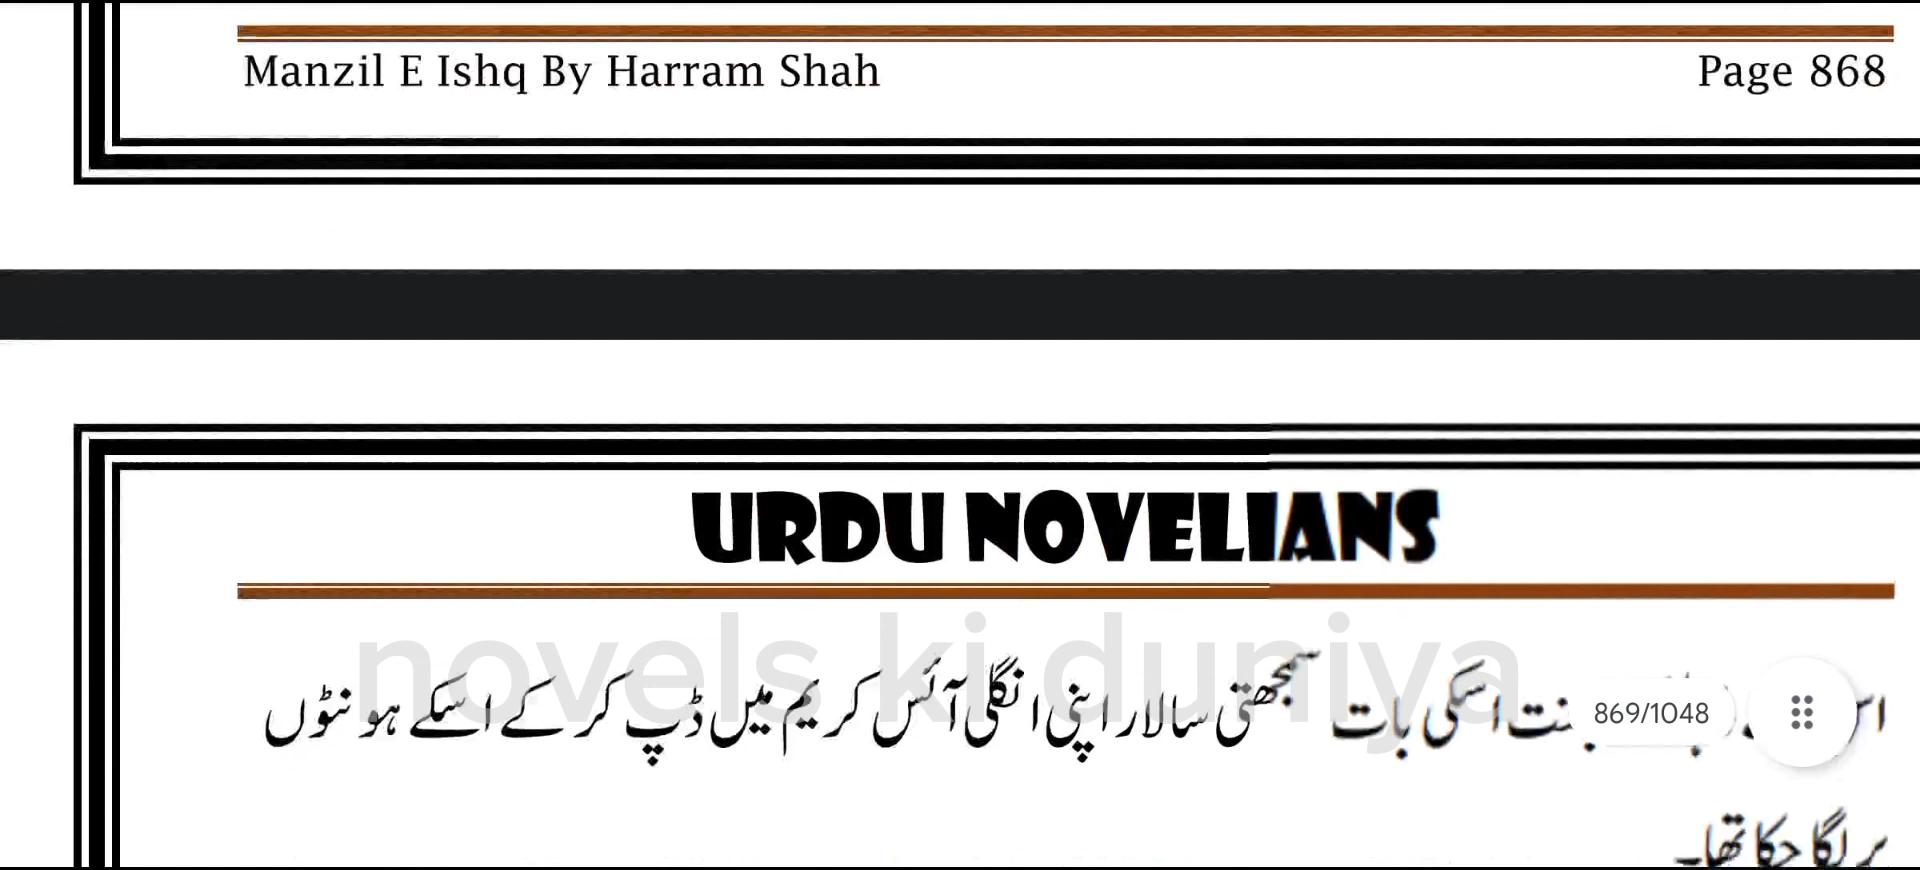 Manzil E Ishq By Harram Shah Page 868
URDU NOVELIANS
novels ki duniya
اسکی بات سمجھتی سالار اپنی انگلی آئس کریم میں ڈپ کر کے اسکے ہونٹوں
869/1048
پر لگا چکا تھا۔